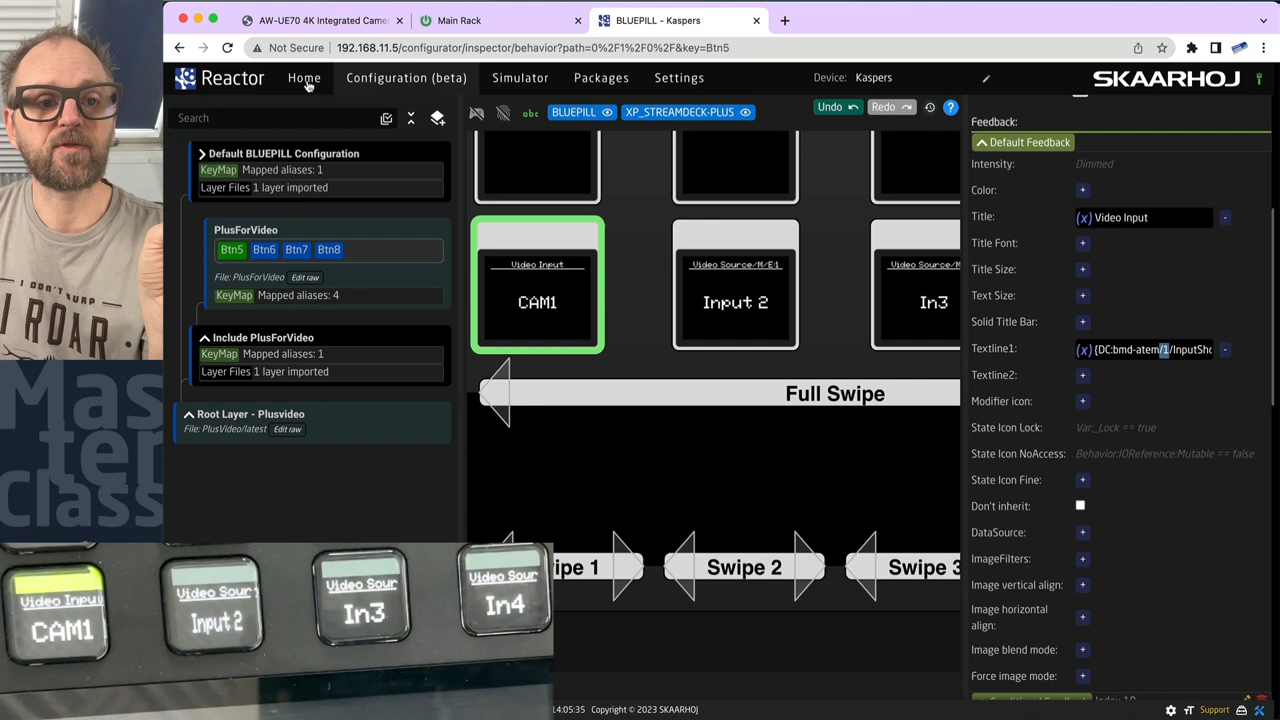 AW-UE70 4K Integrated Came
Main Rack
BLUEPILL - Kaspers
Not Secure
192.168.11.5/configurator/inspector/behavior?path=0%2F1%2F0%2F&key=Btn5
Reactor
Home
Configuration (beta)
Simulator
Packages
Settings
Device: Kaspers
SKAARHOJ
Search
abc
BLUEPILL
XP_STREAMDECK-PLUS
Undo
Redo
?
Default BLUEPILL Configuration
KeyMap Mapped aliases: 1
Layer Files 1 layer imported
PlusForVideo
Btn5 Btn6 Btn7 Btn8
File: PlusForVideo Edit raw
KeyMap Mapped aliases: 4
Include PlusForVideo
KeyMap Mapped aliases: 1
Layer Files 1 layer imported
Root Layer - Plusvideo
File: PlusVideo/latest Edit raw
Video Input
CAM1
Video Source/M/E1
Input 2
Video Source/M
In3
Full Swipe
ipe 1
Swipe 2
Swipe 3
Feedback:
Default Feedback
Intensity: Dimmed
Color: +
Title: (x) Video Input -
Title Font: +
Title Size: +
Text Size: +
Solid Title Bar: +
Textline1: (x) {DC:bmd-atem/1/InputSho -
Textline2: +
Modifier icon: +
State Icon Lock: Var:_Lock == true
State Icon NoAccess: Behavior:IOReference:Mutable == false
State Icon Fine: +
Don't inherit:
DataSource: +
ImageFilters: +
Image vertical align: +
Image horizontal
align: +
Image blend mode: +
Force image mode: +
Mas
ter
Class
Video Input
CAM1
Video Sour
Input 2
Video Sour
In3
Video Sour
In4
14:05:35 Copyright © 2023 SKAARHOJ
Support